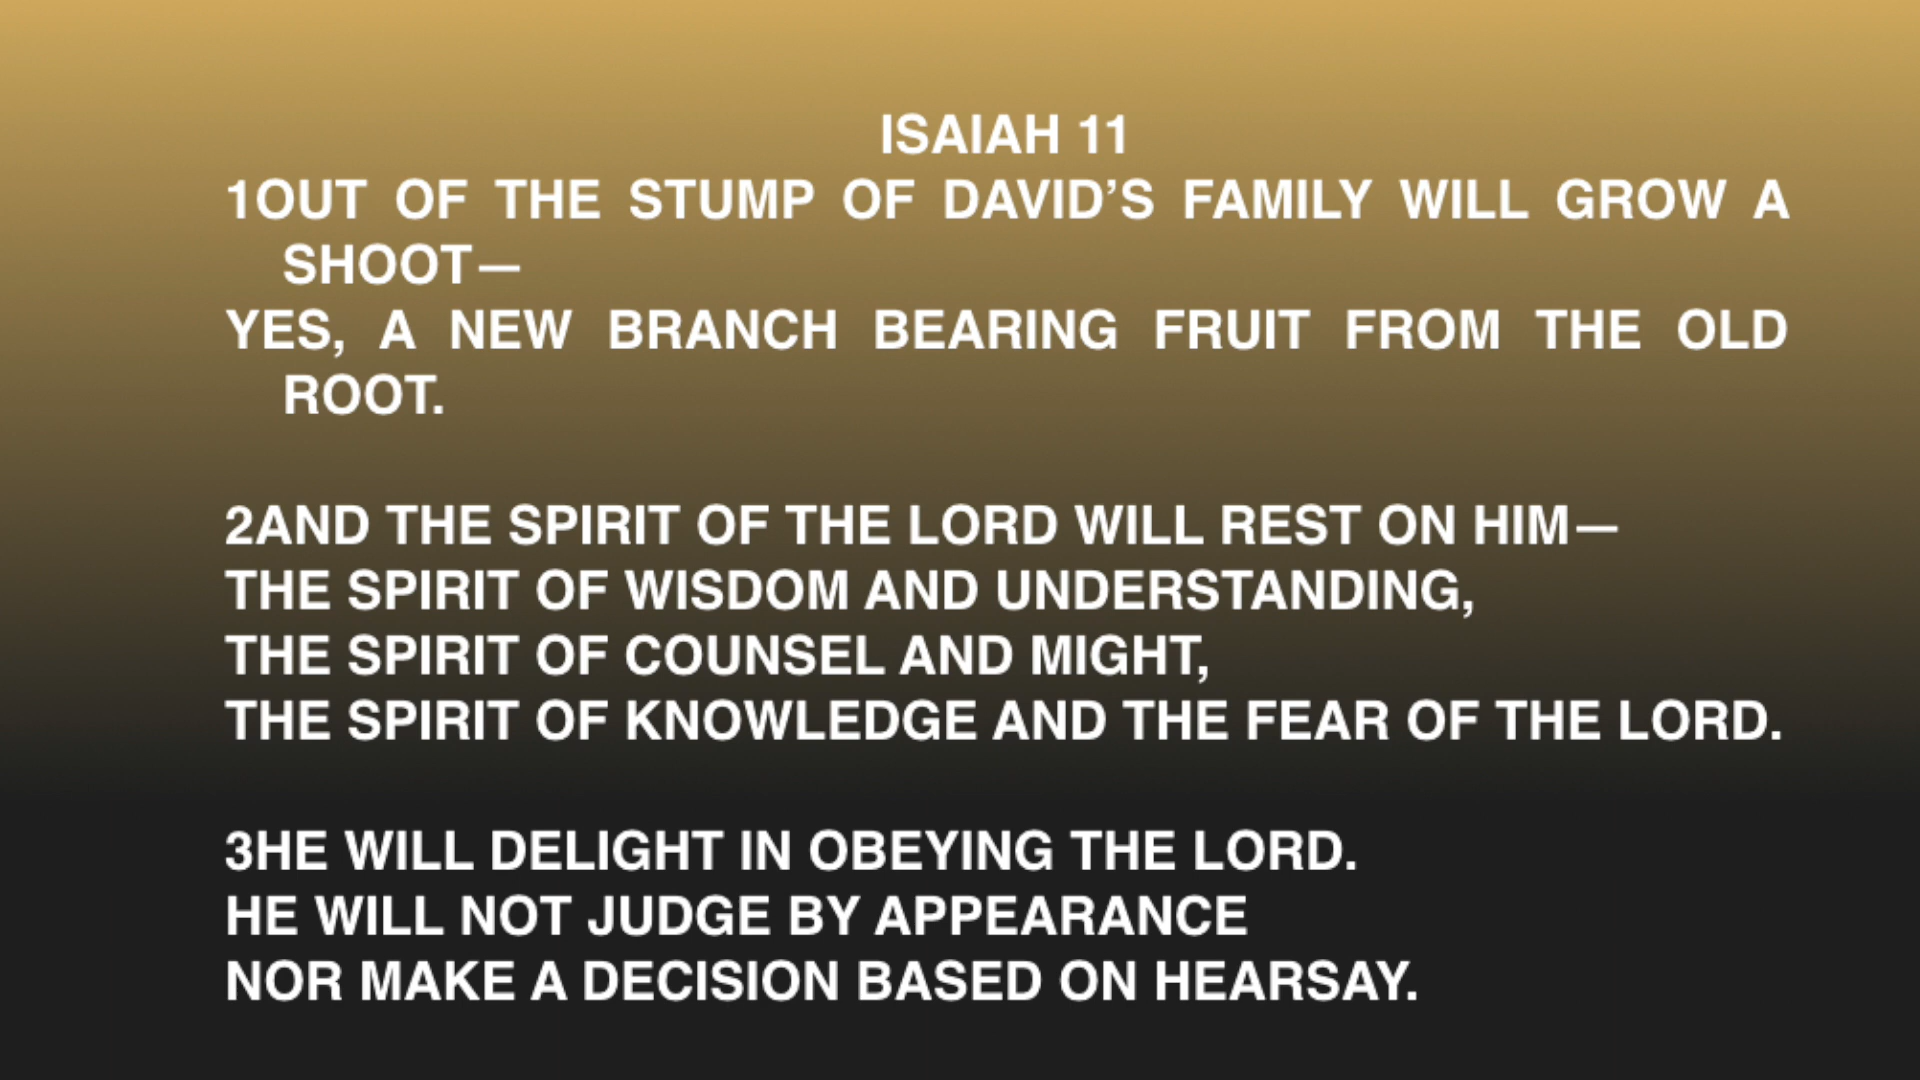 ISAIAH 11
1OUT OF THE STUMP OF DAVID’S FAMILY WILL GROW A
SHOOT—
YES, A NEW BRANCH BEARING FRUIT FROM THE OLD
ROOT.
2AND THE SPIRIT OF THE LORD WILL REST ON HIM—
THE SPIRIT OF WISDOM AND UNDERSTANDING,
THE SPIRIT OF COUNSEL AND MIGHT,
THE SPIRIT OF KNOWLEDGE AND THE FEAR OF THE LORD.
3HE WILL DELIGHT IN OBEYING THE LORD.
HE WILL NOT JUDGE BY APPEARANCE
NOR MAKE A DECISION BASED ON HEARSAY.